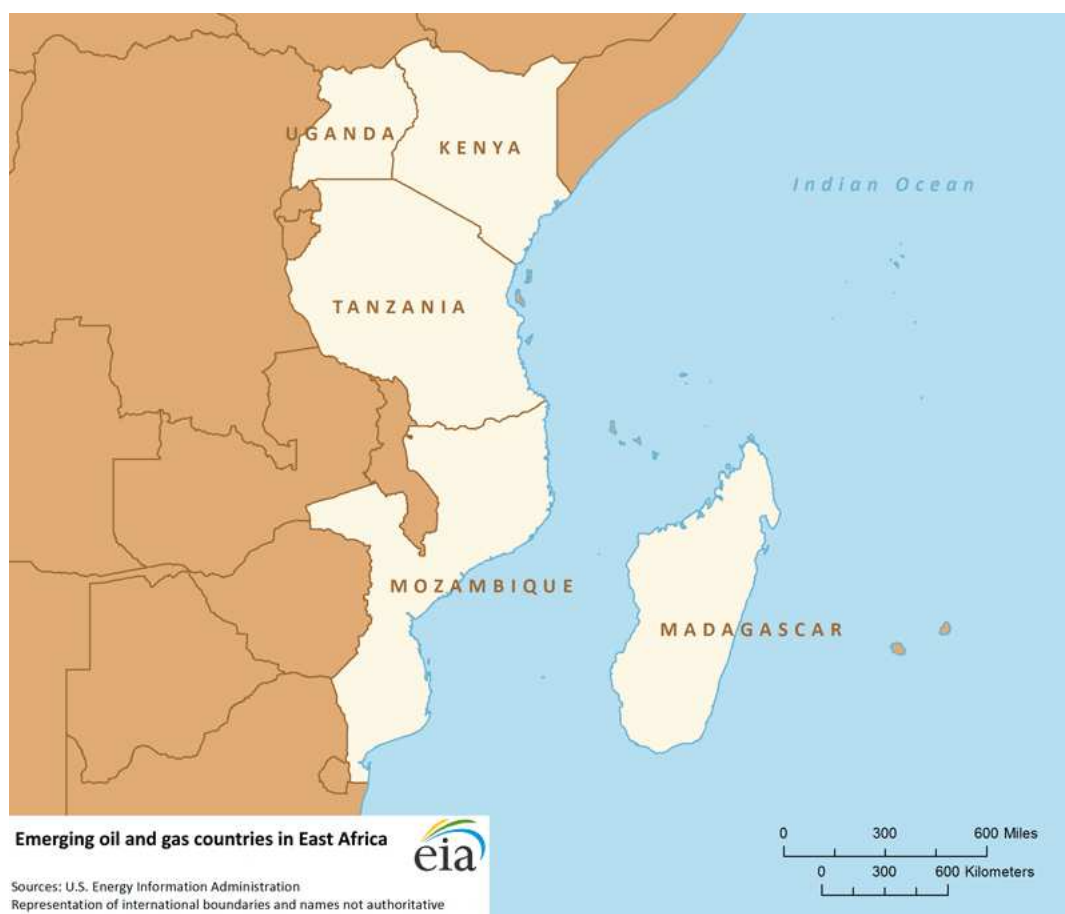 UGANDA
KENYA
Indian Ocean
TANZANIA
MOZAMBIQUE
MADAGASCAR
Emerging oil and gas countries in East Africa
eia
Sources: U.S. Energy Information Administration
Representation of international boundaries and names not authoritative
0 300 600 Miles
0 300 600 Kilometers